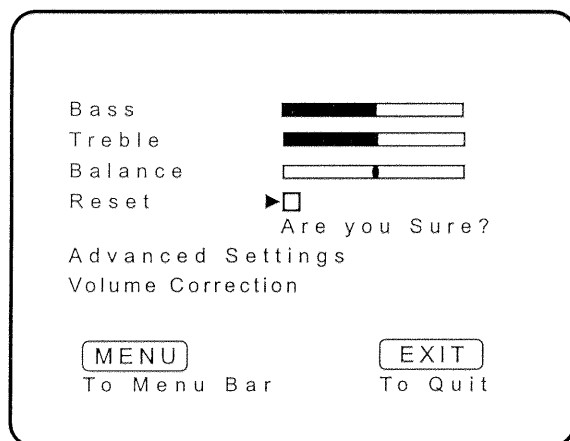 Bass
Treble
Balance
Reset
Are you Sure?
Advanced Settings
Volume Correction
MENU EXIT
To Menu Bar To Quit